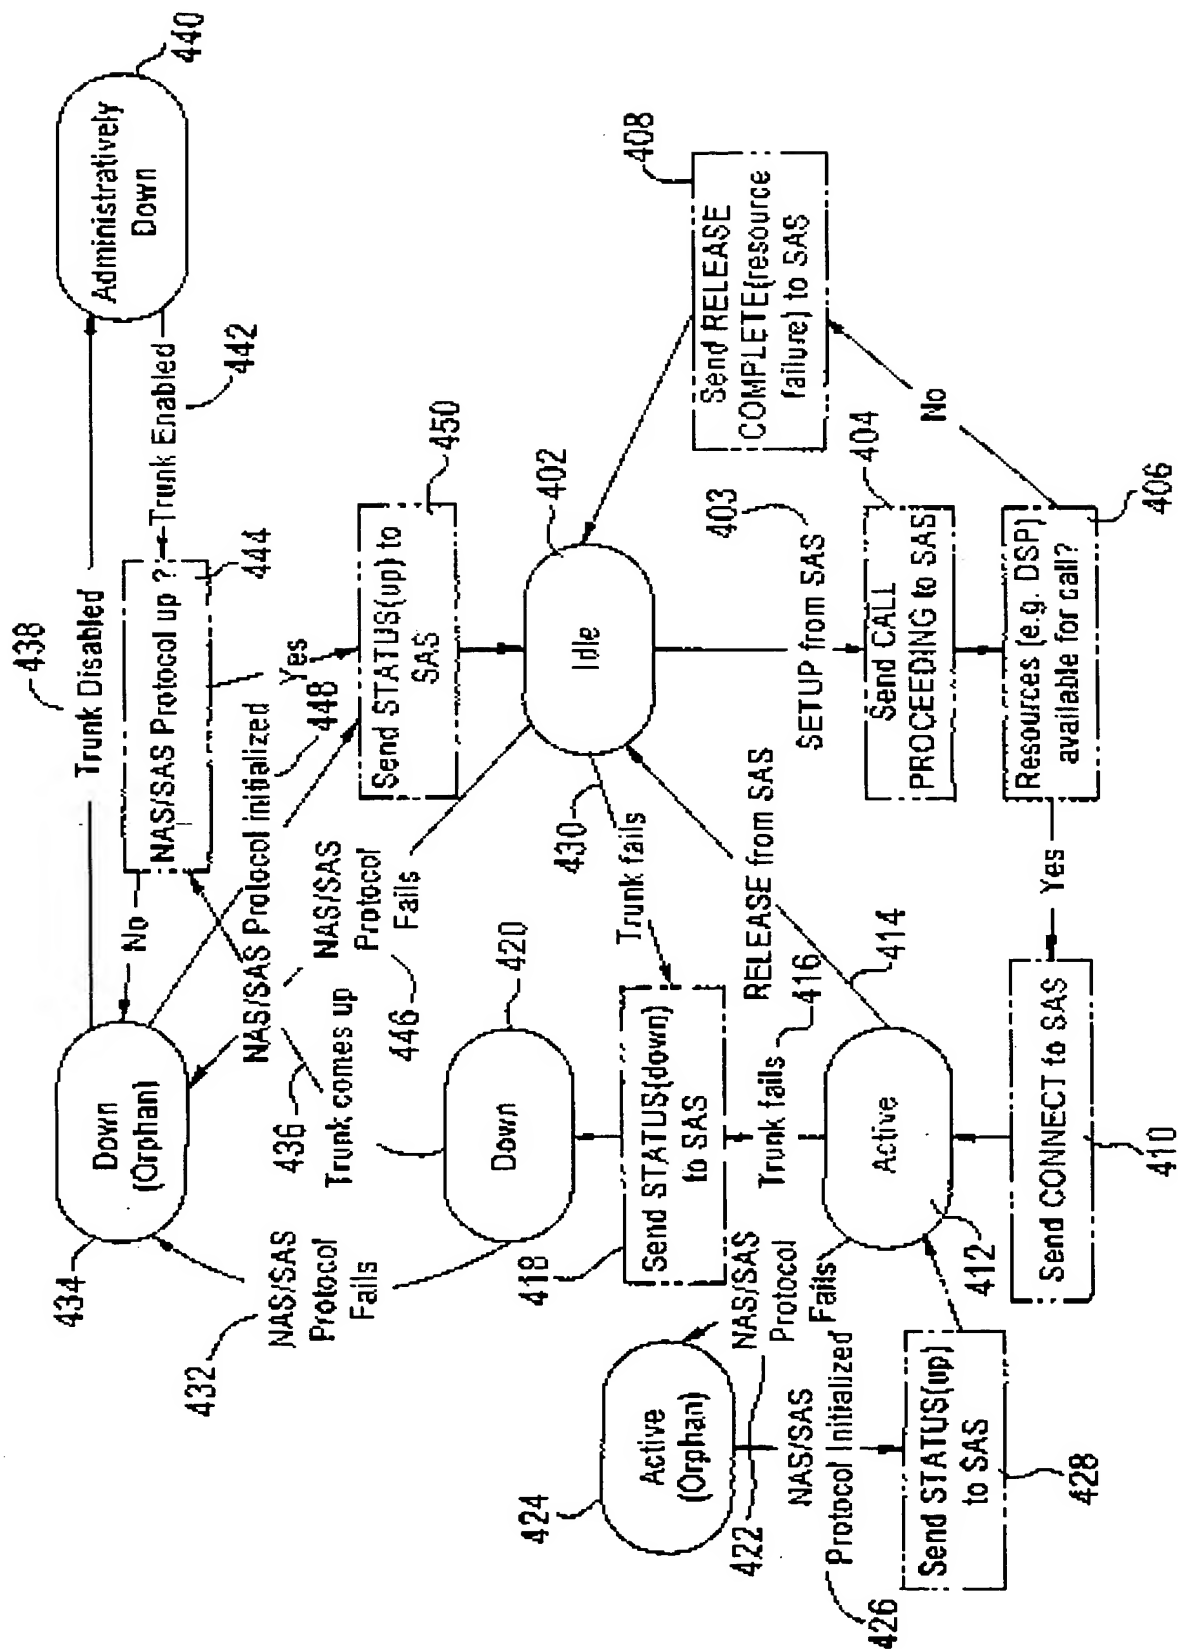 438
Trunk Disabled
440
Administratively
Down
Trunk Enabled
442
434
Down
(Orphan)
No
NAS/SAS Protocol up ?
444
432
NAS/SAS
Protocol
Fails
436
Trunk comes up
NAS/SAS Protocol initialized
448
Yes
NAS/SAS
Protocol
Fails
446
Send STATUS(up) to
SAS
450
420
Down
430
Trunk fails
Idle
402
408
Send RELEASE
COMPLETE(resource
failure) to SAS
418
Send STATUS(down)
to SAS
424
Active
(Orphan)
NAS/SAS
Protocol
Fails
422
Trunk fails
416
RELEASE from SAS
414
403
SETUP from SAS
NAS/SAS
Protocol Initialized
426
Active
412
Send CALL
PROCEEDING to SAS
404
No
Send STATUS(up)
to SAS
428
Send CONNECT to SAS
410
Yes
Resources (e.g. DSP)
available for call?
406